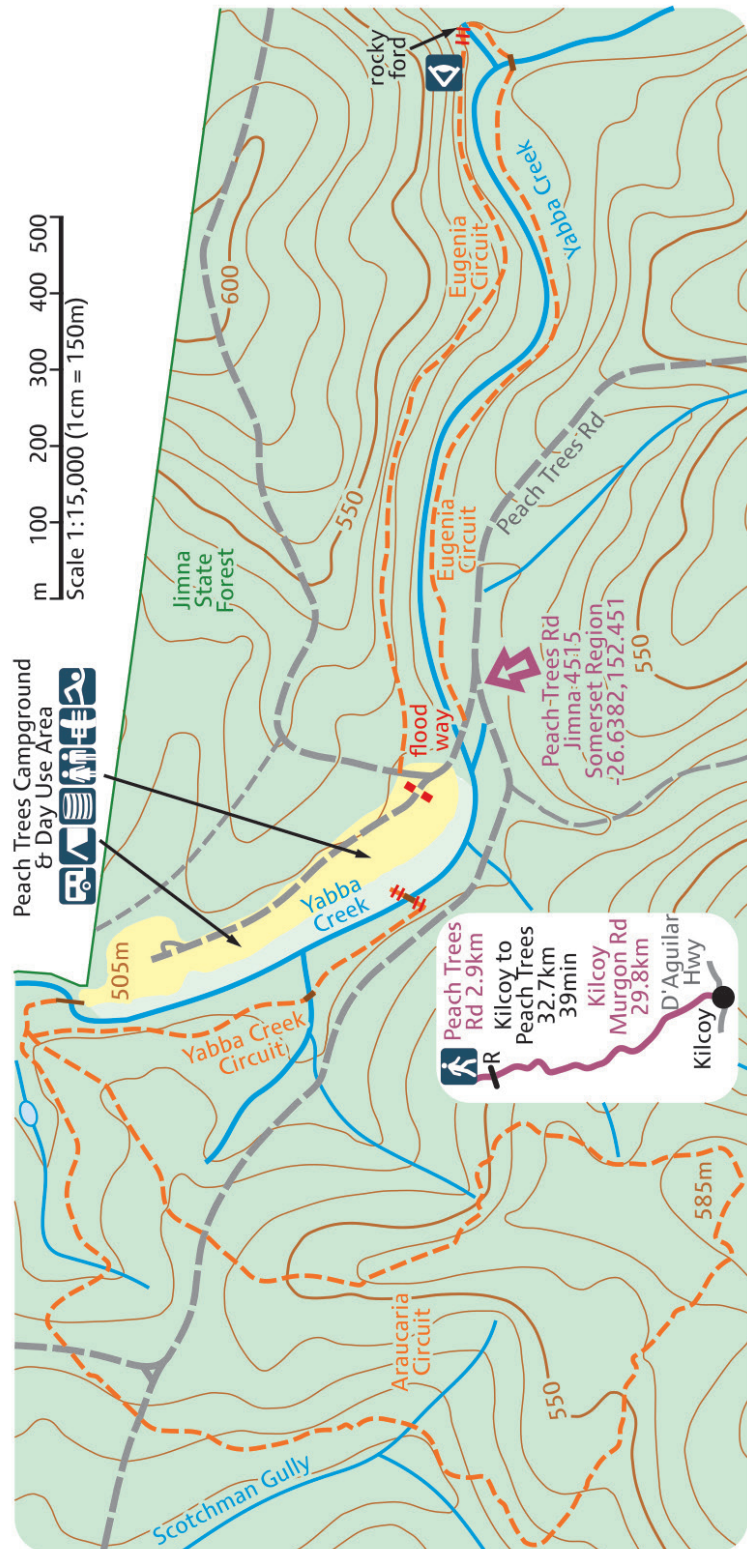 Peach Trees Campground
& Day Use Area
m 100 200 300 400 500
Scale 1:15,000 (1cm = 150m)
Jimna
State
Forest
600
550
rocky
ford
505m
Yabba
Creek
flood
way
Eugenia
Circuit
Yabba Creek
Eugenia
Circuit
Peach Trees Rd
Yabba Creek
Circuit
Peach Trees Rd
Jimna 4515
Somerset Region
-26.6382,152.451
550
Scotchman Gully
Araucaria
Circuit
550
585m
Peach Trees
Rd 2.9km
R
Kilcoy to
Peach Trees
32.7km
39min
Kilcoy
Murgon Rd
29.8km
D'Aguilar
Hwy
Kilcoy